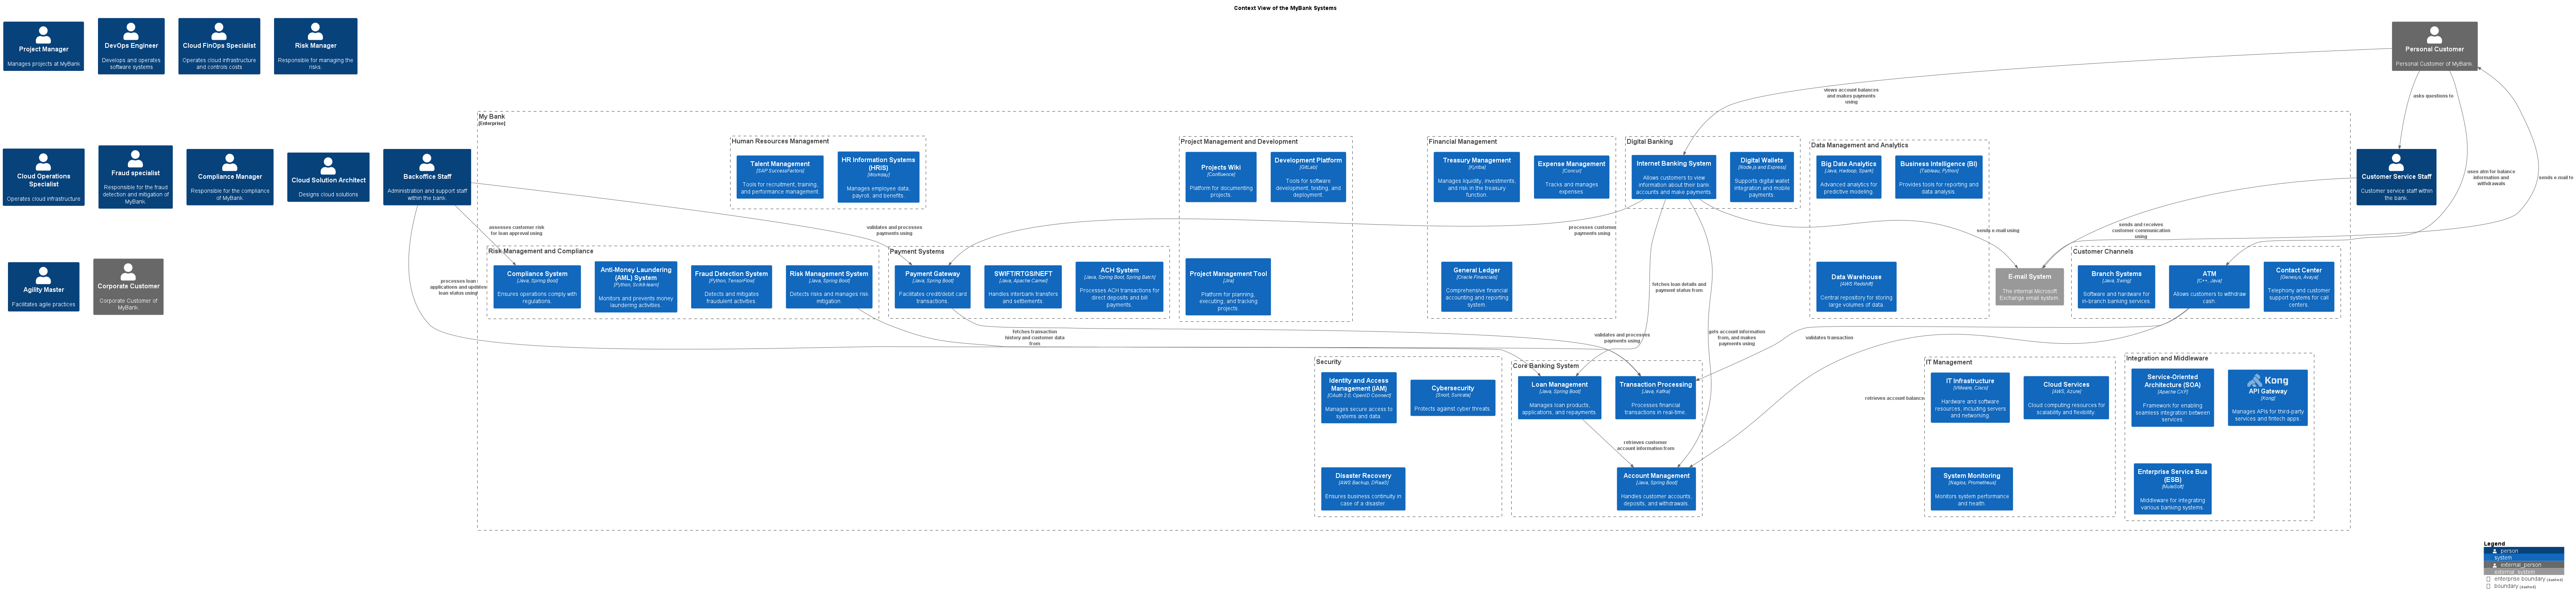 Context View of the MyBank Systems
Project Manager
Manages projects at MyBank
DevOps Engineer
Develops and operates
software systems
Cloud FinOps Specialist
Operates cloud infrastructure
and controls costs
Risk Manager
Responsible for managing the
risks.
Personal Customer
Personal Customer of MyBank.
views account balances
and makes payments
using
asks questions to
uses atm for balance
information and
withdrawals
sends e-mail to
Cloud Operations
Specialist
Operates cloud infrastructure
Fraud specialist
Responsible for the fraud
detection and mitigation of
MyBank.
Compliance Manager
Responsible for the compliance
of MyBank.
Cloud Solution Architect
Designs cloud solutions
Backoffice Staff
Administration and support staff
within the bank.
Customer Service Staff
Customer service staff within
the bank.
Agility Master
Facilitates agile practices
Corporate Customer
Corporate Customer of
MyBank.
My Bank
[Enterprise]
Human Resources Management
Talent Management
[SAP SuccessFactors]
Tools for recruitment, training,
and performance management.
HR Information Systems
(HRIS)
[Workday]
Manages employee data,
payroll, and benefits.
Project Management and Development
Projects Wiki
[Confluence]
Platform for documenting
projects.
Development Platform
[GitLab]
Tools for software
development, testing, and
deployment.
Project Management Tool
[Jira]
Platform for planning,
executing, and tracking
projects.
Financial Management
Treasury Management
[Kyriba]
Manages liquidity, investments,
and risk in the treasury
function.
Expense Management
[Concur]
Tracks and manages
expenses.
General Ledger
[Oracle Financials]
Comprehensive financial
accounting and reporting
system.
Digital Banking
Internet Banking System
Allows customers to view
information about their bank
accounts and make payments.
Digital Wallets
[Node.js and Express]
Supports digital wallet
integration and mobile
payments.
Data Management and Analytics
Big Data Analytics
[Java, Hadoop, Spark]
Advanced analytics for
predictive modeling.
Business Intelligence (BI)
[Tableau, Python]
Provides tools for reporting and
data analysis.
Data Warehouse
[AWS Redshift]
Central repository for storing
large volumes of data.
assesses customer risk
for loan approval using
validates and processes
payments using
processes customer
payments using
sends e-mail using
sends and receives
customer communication
using
processes loan
applications and updates
loan status using
Risk Management and Compliance
Compliance System
[Java, Spring Boot]
Ensures operations comply with
regulations.
Anti-Money Laundering
(AML) System
[Python, Scikit-learn]
Monitors and prevents money
laundering activities.
Fraud Detection System
[Python, TensorFlow]
Detects and mitigates
fraudulent activities.
Risk Management System
[Java, Spring Boot]
Detects risks and manages risk
mitigation.
Payment Systems
Payment Gateway
[Java, Spring Boot]
Facilitates credit/debit card
transactions.
SWIFT/RTGS/NEFT
[Java, Apache Camel]
Handles interbank transfers
and settlements.
ACH System
[Java, Spring Boot, Spring Batch]
Processes ACH transactions for
direct deposits and bill
payments.
E-mail System
The internal Microsoft
Exchange email system.
Customer Channels
Branch Systems
[Java, Swing]
Software and hardware for
in-branch banking services.
ATM
[C++, Java]
Allows customers to withdraw
cash.
Contact Center
[Genesys, Avaya]
Telephony and customer
support systems for call
centers.
fetches loan details and
payment status from
fetches transaction
history and customer data
from
validates and processes
payments using
gets account information
from, and makes
payments using
validates transaction
retrieves account balance
retrieves customer
account information from
Security
Identity and Access
Management (IAM)
[OAuth 2.0, OpenID Connect]
Manages secure access to
systems and data.
Cybersecurity
[Snort, Suricata]
Protects against cyber threats.
Disaster Recovery
[AWS Backup, DRaaS]
Ensures business continuity in
case of a disaster.
Core Banking System
Loan Management
[Java, Spring Boot]
Manages loan products,
applications, and repayments.
Transaction Processing
[Java, Kafka]
Processes financial
transactions in real-time.
Account Management
[Java, Spring Boot]
Handles customer accounts,
deposits, and withdrawals.
IT Management
IT Infrastructure
[VMware, Cisco]
Hardware and software
resources, including servers
and networking.
Cloud Services
[AWS, Azure]
Cloud computing resources for
scalability and flexibility.
System Monitoring
[Nagios, Prometheus]
Monitors system performance
and health.
Integration and Middleware
Service-Oriented
Architecture (SOA)
[Apache CXF]
Framework for enabling
seamless integration between
services.
Kong
API Gateway
[Kong]
Manages APIs for third-party
services and fintech apps.
Enterprise Service Bus
(ESB)
[MuleSoft]
Middleware for integrating
various banking systems.
Legend
person
system
external_person
external_system
enterprise boundary (dashed)
boundary (dashed)